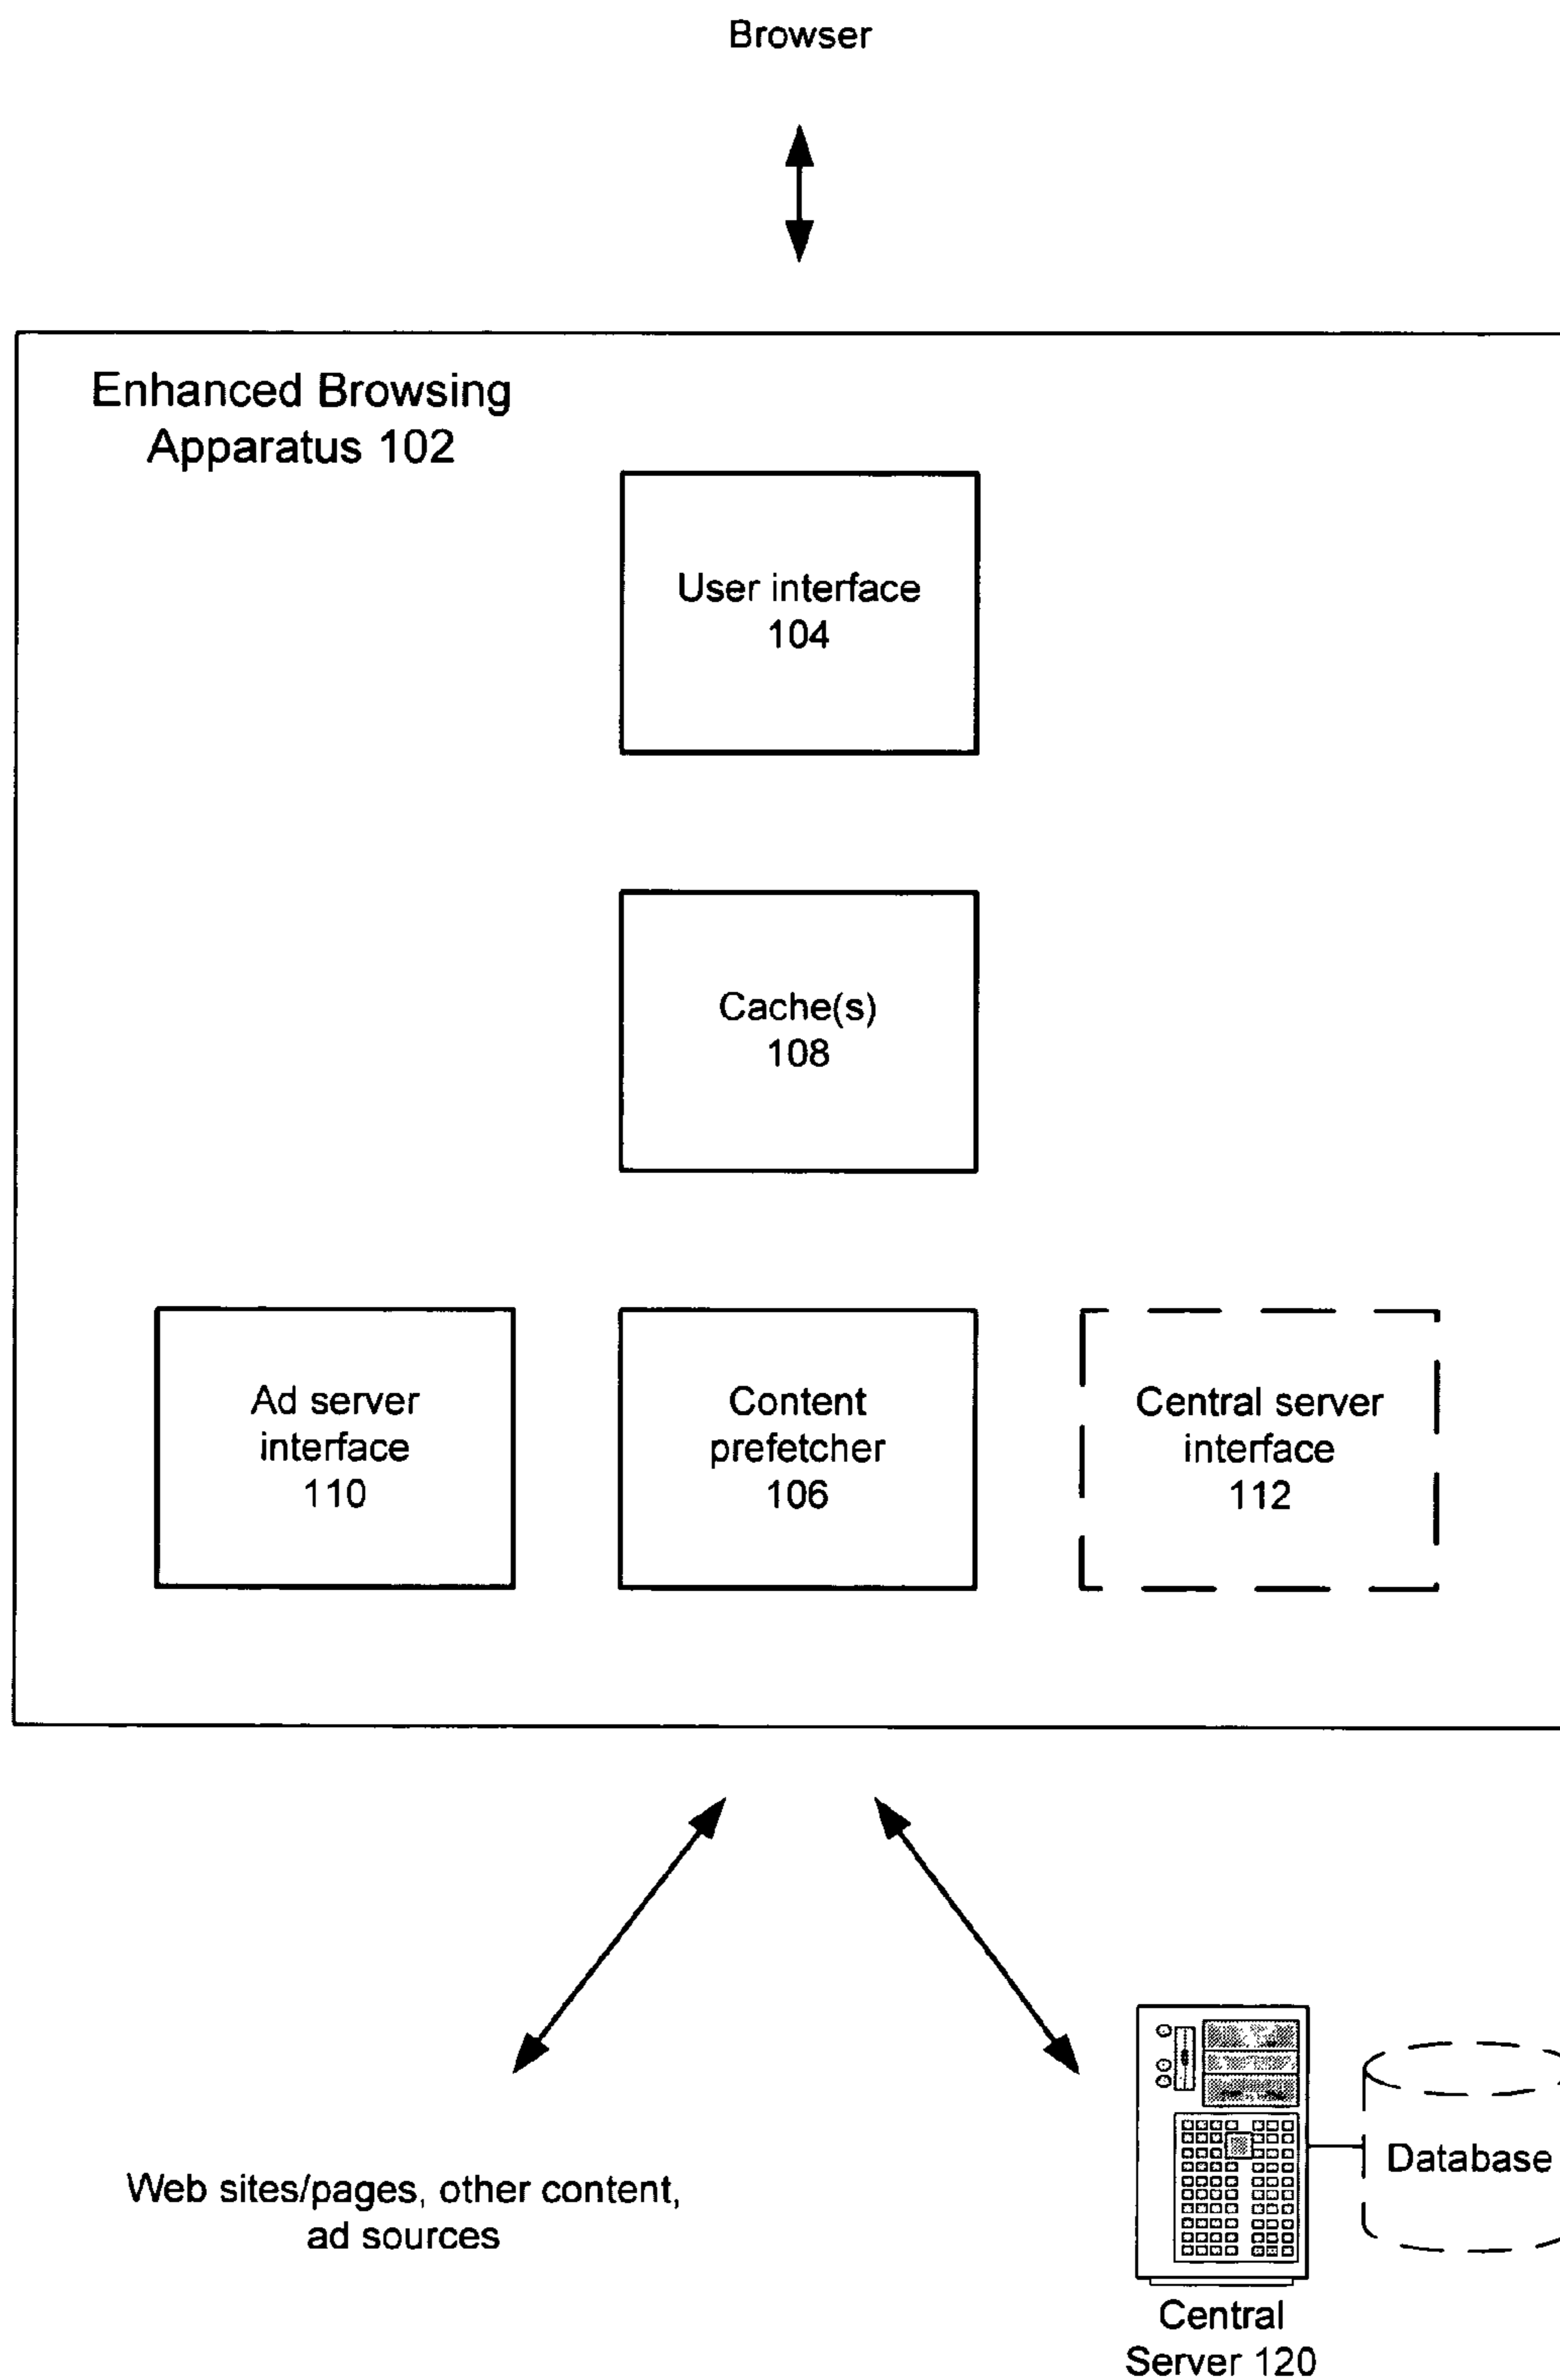 Browser
Enhanced Browsing
Apparatus 102
User interface
104
Cache(s)
108
Ad server
interface
110
Content
prefetcher
106
Central server
interface
112
Web sites/pages, other content,
ad sources
Database
Central
Server 120